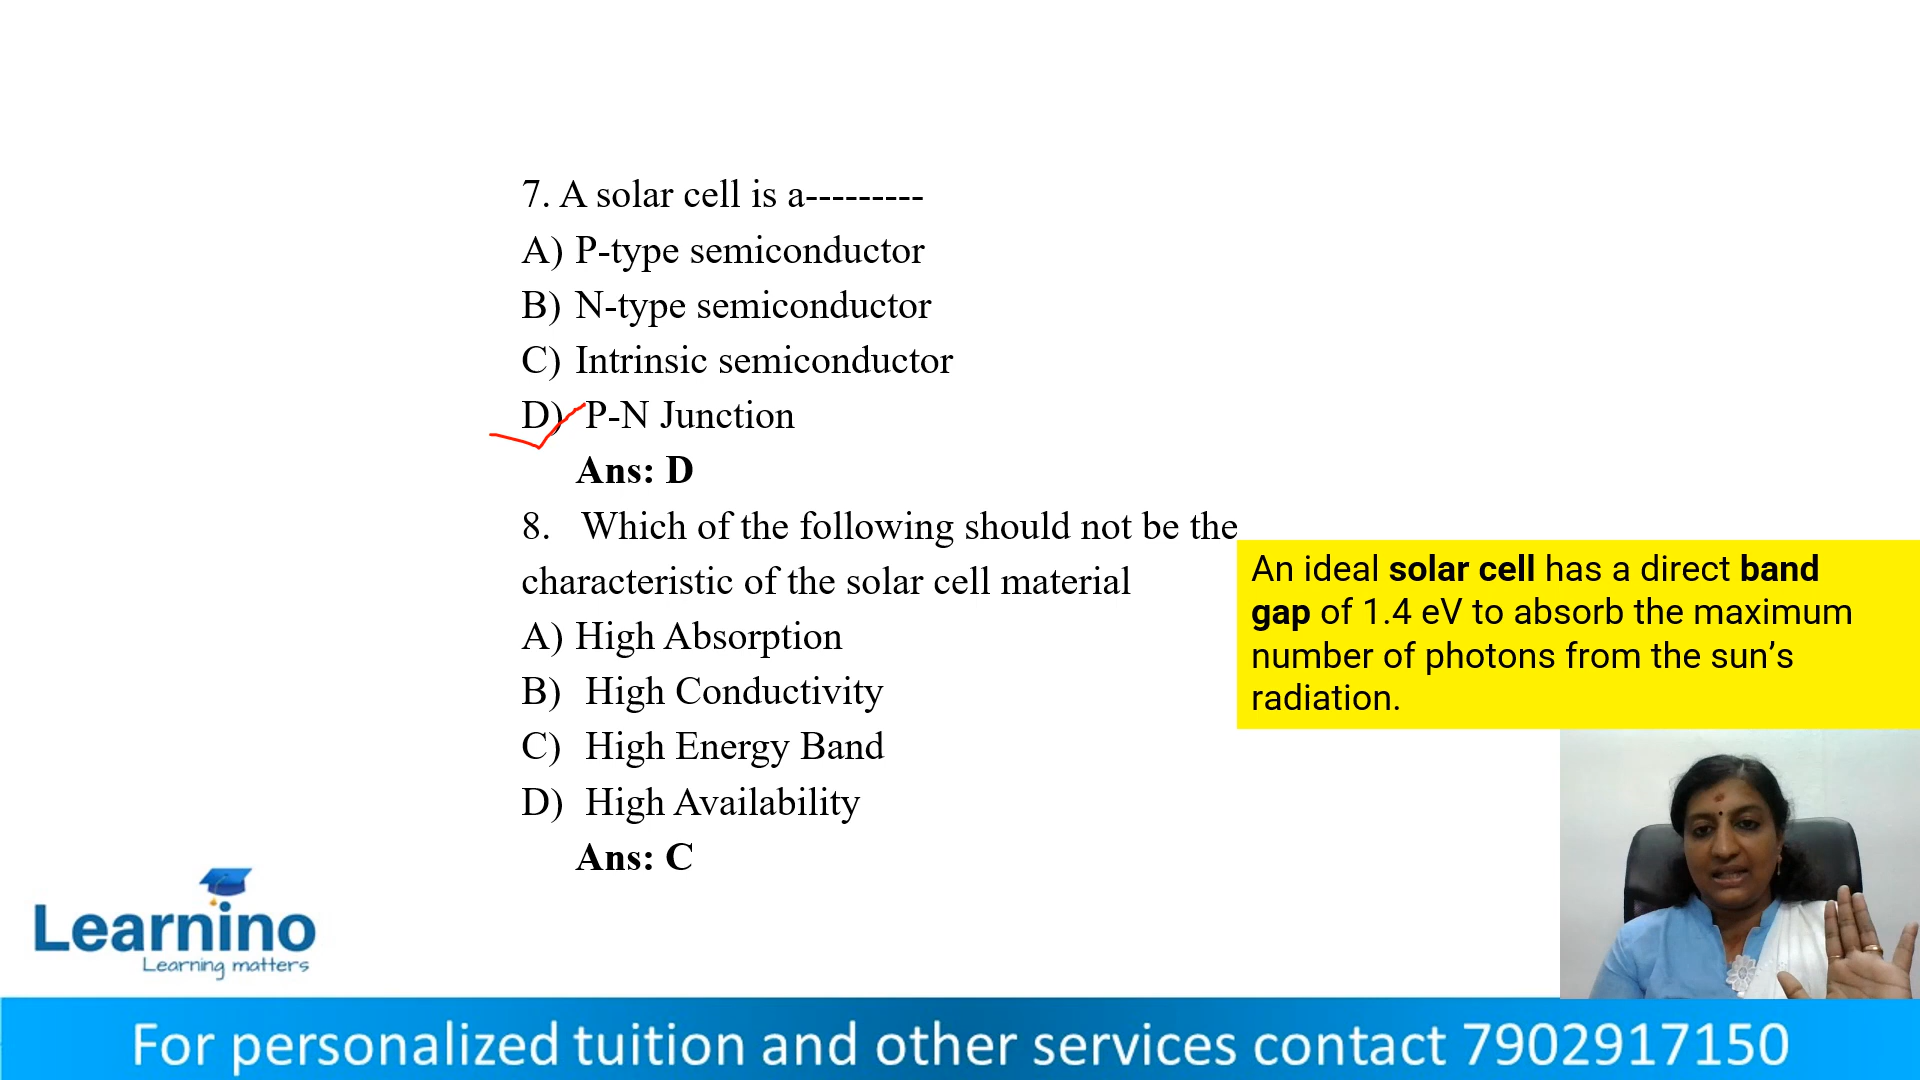 7. A solar cell is a---------
A) P-type semiconductor
B) N-type semiconductor
C) Intrinsic semiconductor
D) P-N Junction
Ans: D
8. Which of the following should not be the
characteristic of the solar cell material
A) High Absorption
B) High Conductivity
C) High Energy Band
D) High Availability
Ans: C
An ideal solar cell has a direct band
gap of 1.4 eV to absorb the maximum
number of photons from the sun’s
radiation.
Learnino
Learning matters
For personalized tuition and other services contact 7902917150